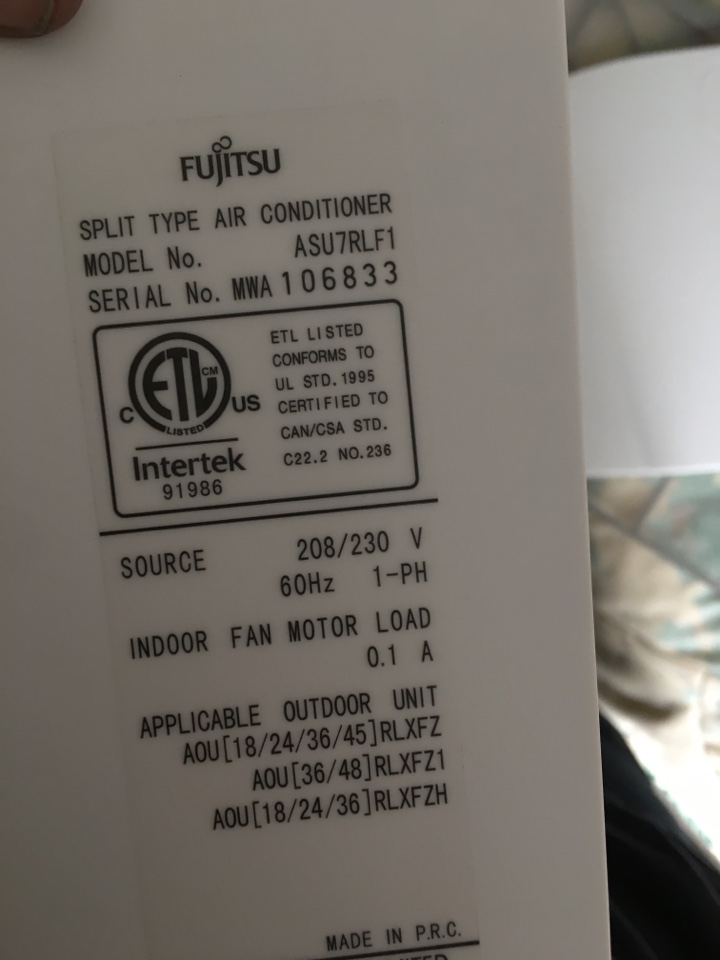 FUJITSU
SPLIT TYPE AIR CONDITIONER
MODEL No. ASU7RLF1
SERIAL No. MWA 106833
ETL CM
C US
LISTED
Intertek
91986
ETL LISTED
CONFORMS TO
UL STD. 1995
CERTIFIED TO
CAN/CSA STD.
C22.2 NO.236
SOURCE 208/230 V
60Hz 1-PH
INDOOR FAN MOTOR LOAD
0.1 A
APPLICABLE OUTDOOR UNIT
AOU[18/24/36/45]RLXFZ
AOU[36/48]RLXFZ1
AOU[18/24/36]RLXFZH
MADE IN P.R.C.